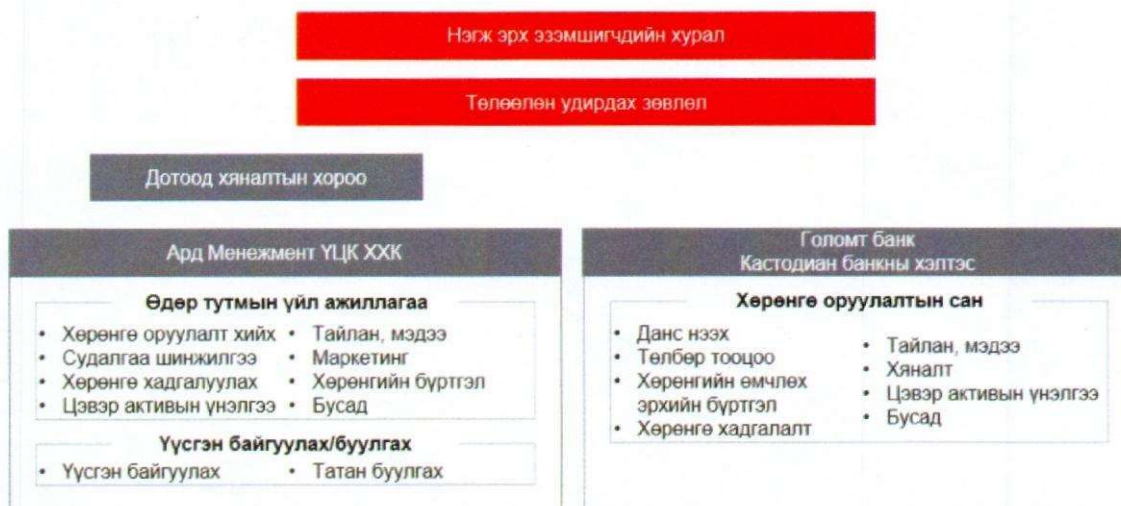 Нэгж эрх эзэмшигчдийн хурал
Төлөөлөн удирдах зөвлөл
Дотоод хяналтын хороо
Ард Менежмент ҮЦК ХХК
Өдөр тутмын үйл ажиллагаа
• Хөрөнгө оруулалт хийх
• Судалгаа шинжилгээ
• Хөрөнгө хадгалуулах
• Цэвэр активын үнэлгээ
• Тайлан, мэдээ
• Маркетинг
• Хөрөнгийн бүртгэл
• Бусад
Үүсгэн байгуулах/буулгах
• Үүсгэн байгуулах
• Татан буулгах
Голомт банк
Кастодиан банкны хэлтэс
Хөрөнгө оруулалтын сан
• Данс нээх
• Төлбөр тооцоо
• Хөрөнгийн өмчлөх
эрхийн бүртгэл
• Хөрөнгө хадгалалт
• Тайлан, мэдээ
• Хяналт
• Цэвэр активын үнэлгээ
• Бусад